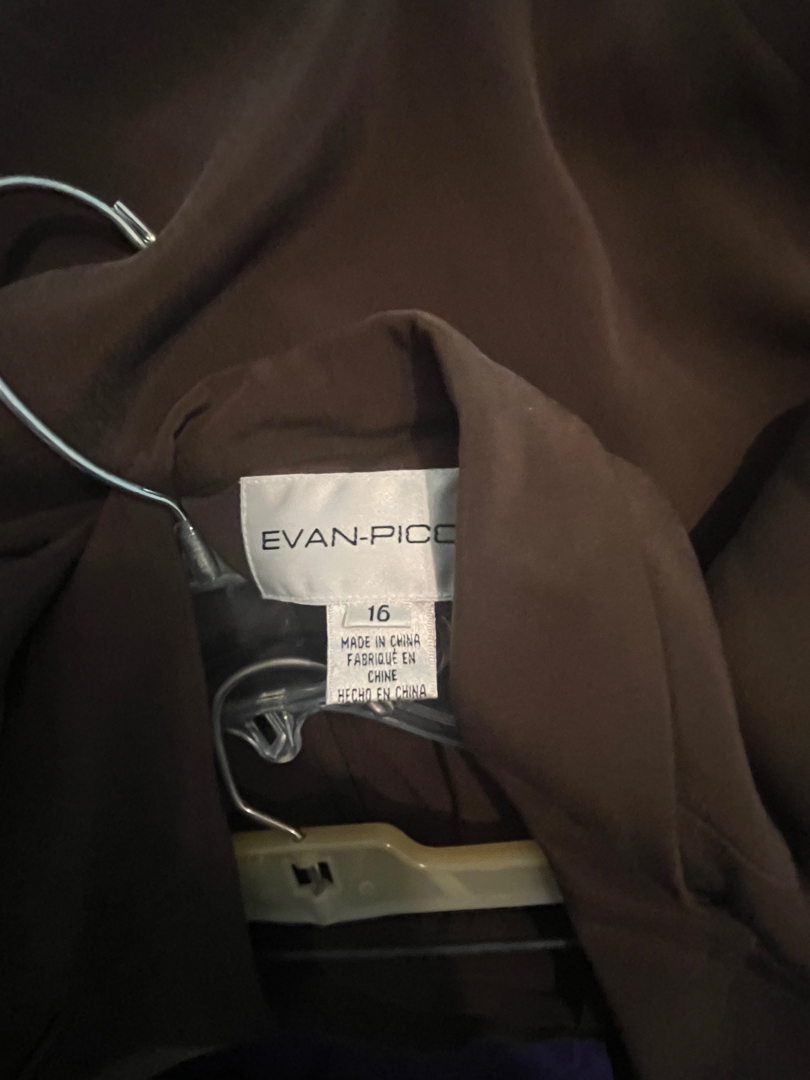 EVAN-PICC
16
MADE IN CHINA
FABRIQUÉ EN
CHINE
HECHO EN CHINA